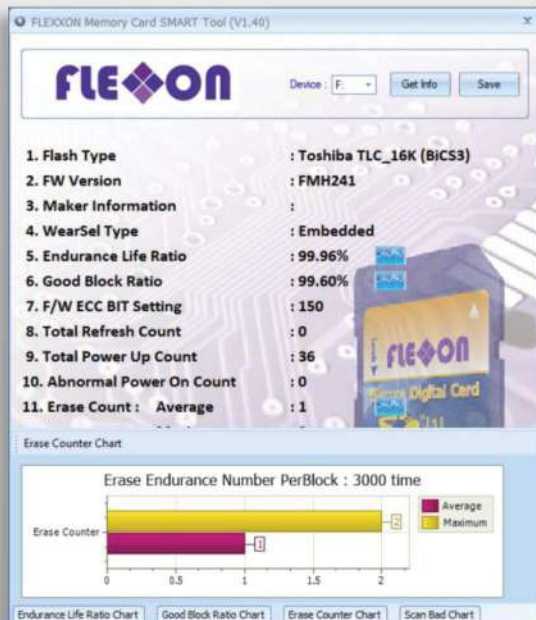 FLEXXON Memory Card SMART Tool (V1.40)
FLEXON
Device : F: Get Info Save
1. Flash Type : Toshiba TLC_16K (BiCS3)
2. FW Version : FMH241
3. Maker Information :
4. WearSel Type : Embedded
5. Endurance Life Ratio : 99.96%
6. Good Block Ratio : 99.60%
7. F/W ECC BIT Setting : 150
8. Total Refresh Count : 0
9. Total Power Up Count : 36
10. Abnormal Power On Count : 0
11. Erase Count : Average : 1
FLEXON
Secure Digital Card
Erase Counter Chart
Erase Endurance Number PerBlock : 3000 time
Average
Maximum
2
Erase Counter
1
0 0.5 1 1.5 2
Endurance Life Ratio Chart Good Block Ratio Chart Erase Counter Chart Scan Bad Chart